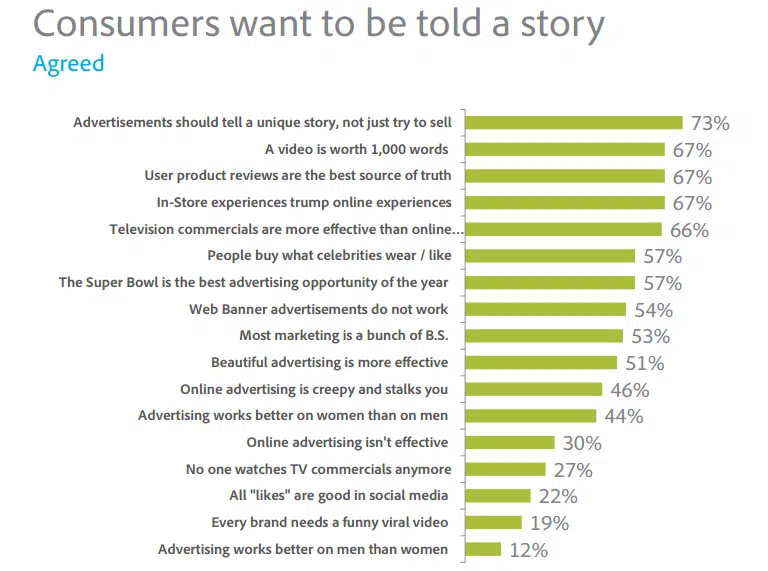 Consumers want to be told a story
Agreed
Advertisements should tell a unique story, not just try to sell 73%
A video is worth 1,000 words 67%
User product reviews are the best source of truth 67%
In-Store experiences trump online experiences 67%
Television commercials are more effective than online... 66%
People buy what celebrities wear / like 57%
The Super Bowl is the best advertising opportunity of the year 57%
Web Banner advertisements do not work 54%
Most marketing is a bunch of B.S. 53%
Beautiful advertising is more effective 51%
Online advertising is creepy and stalks you 46%
Advertising works better on women than on men 44%
Online advertising isn't effective 30%
No one watches TV commercials anymore 27%
All "likes" are good in social media 22%
Every brand needs a funny viral video 19%
Advertising works better on men than women 12%